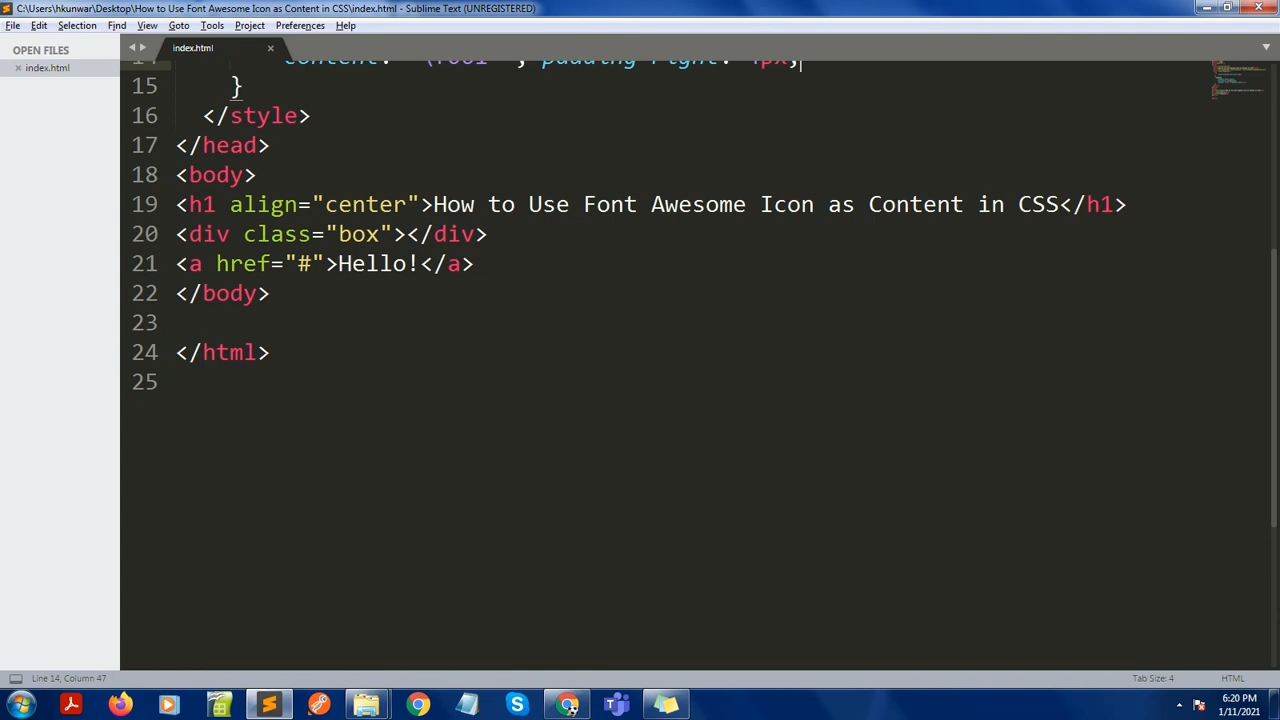 C:\Users\hkunwar\Desktop\How to Use Font Awesome Icon as Content in CSS\index.html - Sublime Text (UNREGISTERED)
File Edit Selection Find View Goto Tools Project Preferences Help
OPEN FILES
index.html
index.html
14
15 }
16 </style>
17 </head>
18 <body>
19 <h1 align="center">How to Use Font Awesome Icon as Content in CSS</h1>
20 <div class="box"></div>
21 <a href="#">Hello!</a>
22 </body>
23
24 </html>
25
Line 14, Column 47
Tab Size: 4
HTML
6:20 PM
1/11/2021